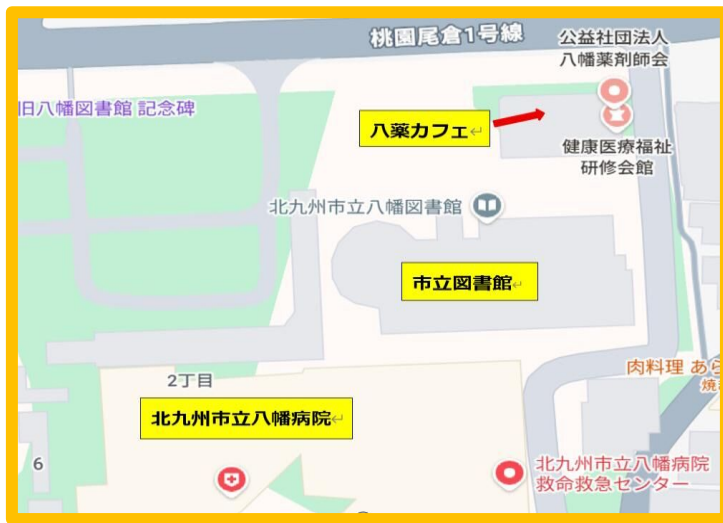 桃園尾倉1号線
公益社団法人
八幡薬剤師会
旧八幡図書館 記念碑
八薬カフェ↵
健康医療福祉
研修会館
北九州市立八幡図書館
市立図書館↵
肉料理 あら
焼
2丁目
北九州市立八幡病院↵
6
北九州市立八幡病院
救命救急センター